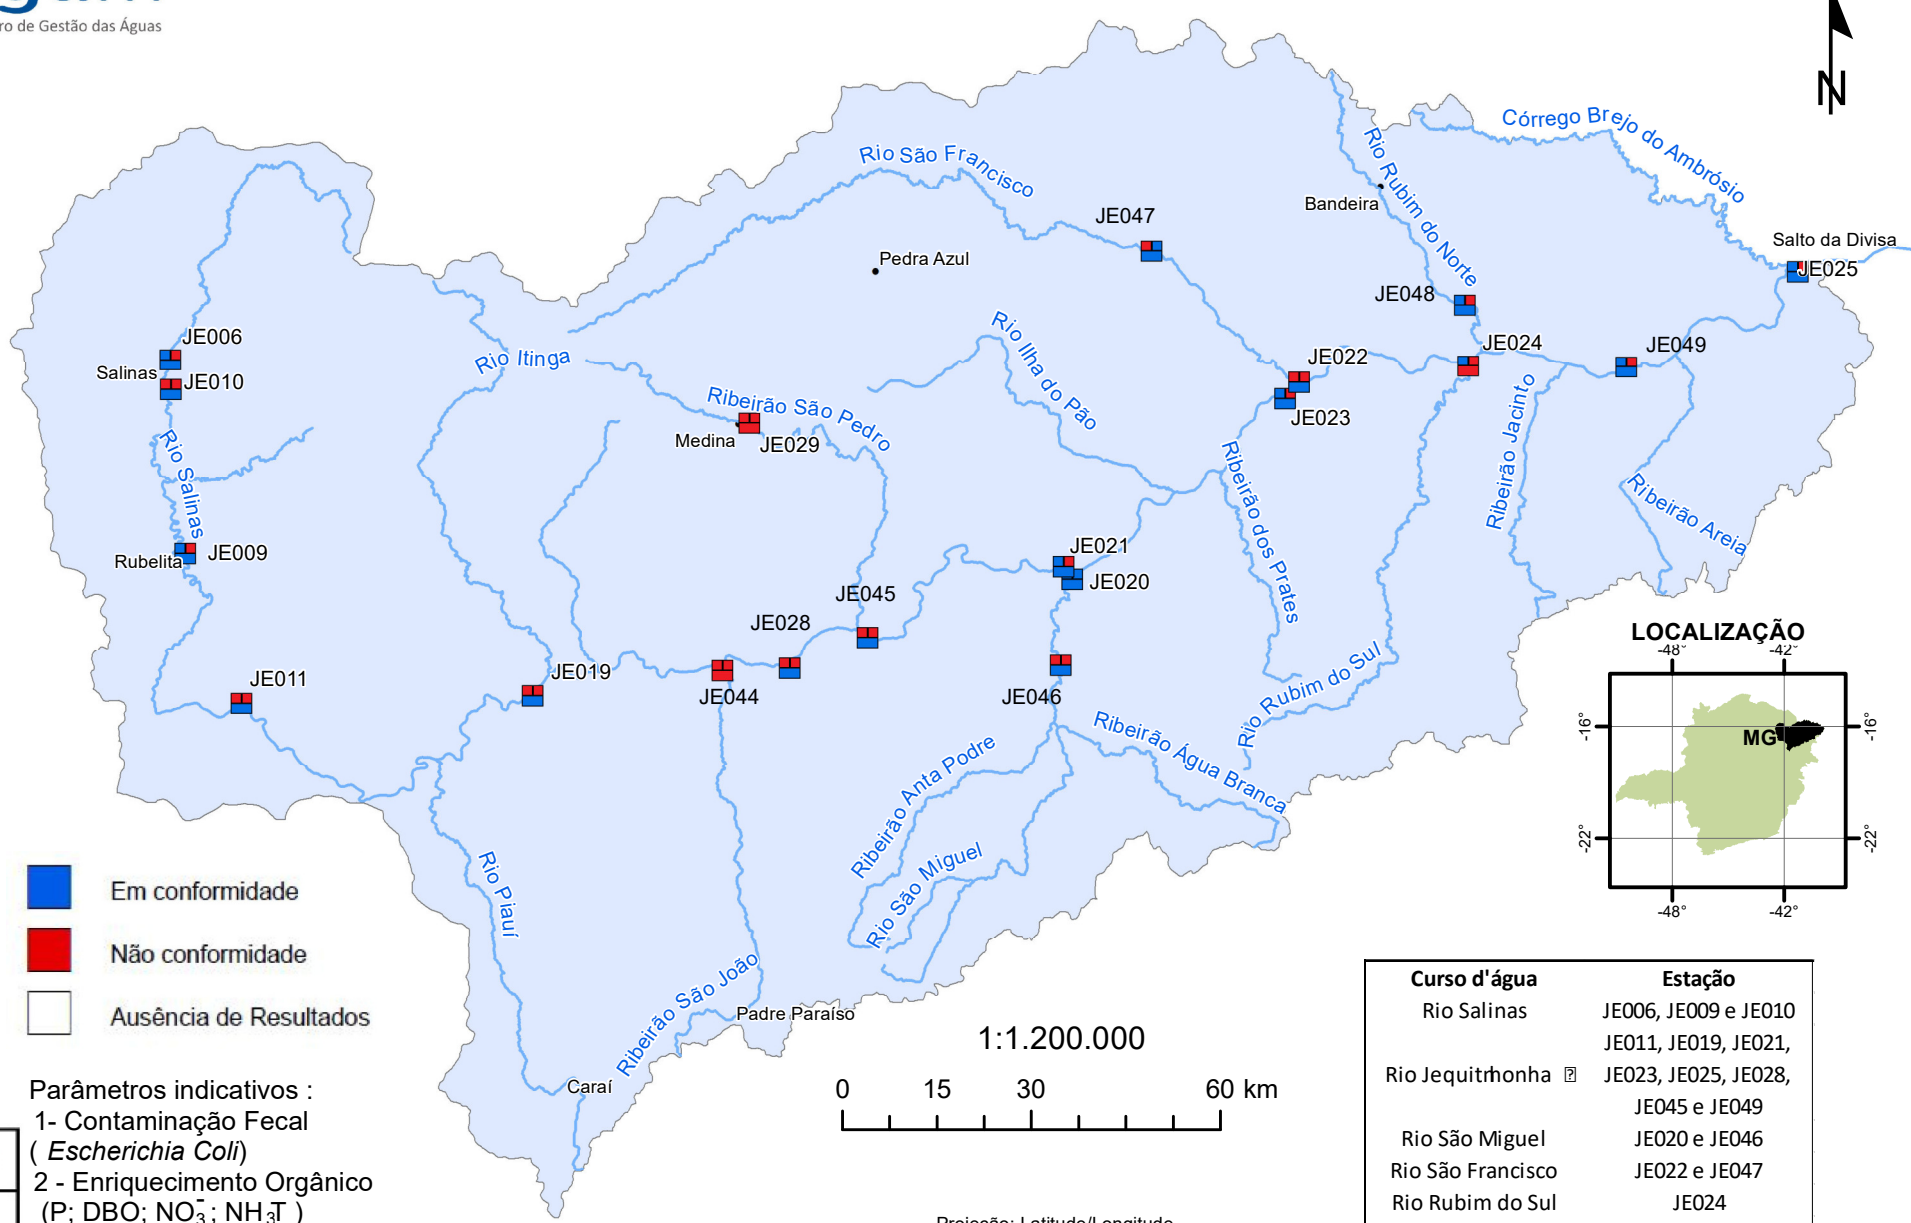 ro de Gestão das Águas
N
Córrego Brejo do Ambrósio
Rio São Francisco
Rio Rubim do Norte
Bandeira
JE047
Salto da Divisa
JE025
Pedra Azul
JE048
Rio Ilha do Pão
JE006
Salinas
JE010
Rio Itinga
JE024
JE049
JE022
JE023
Ribeirão São Pedro
Medina
JE029
Ribeirão Jacinto
Rio Salinas
Ribeirão dos Prates
Ribeirão Areia
Rubelita
JE009
JE021
JE020
JE045
JE028
JE011
JE019
JE044
JE046
Rio Rubim do Sul
Ribeirão Água Branca
Ribeirão Anta Podre
Rio São Miguel
Rio Piauí
Ribeirão São João
Padre Paraíso
Caraí
LOCALIZAÇÃO
-48° -42°
-16° -16°
MG
-22° -22°
-48° -42°
Em conformidade
Não conformidade
Ausência de Resultados
Parâmetros indicativos :
1- Contaminação Fecal
( Escherichia Coli)
2 - Enriquecimento Orgânico
(P; DBO; NO₃⁻; NH₃T )
1:1.200.000
0 15 30 60 km
Projeção: Latitude/Longitude
Curso d'água Estação
Rio Salinas JE006, JE009 e JE010
JE011, JE019, JE021,
Rio Jequitmhonha JE023, JE025, JE028,
JE045 e JE049
Rio São Miguel JE020 e JE046
Rio São Francisco JE022 e JE047
Rio Rubim do Sul JE024